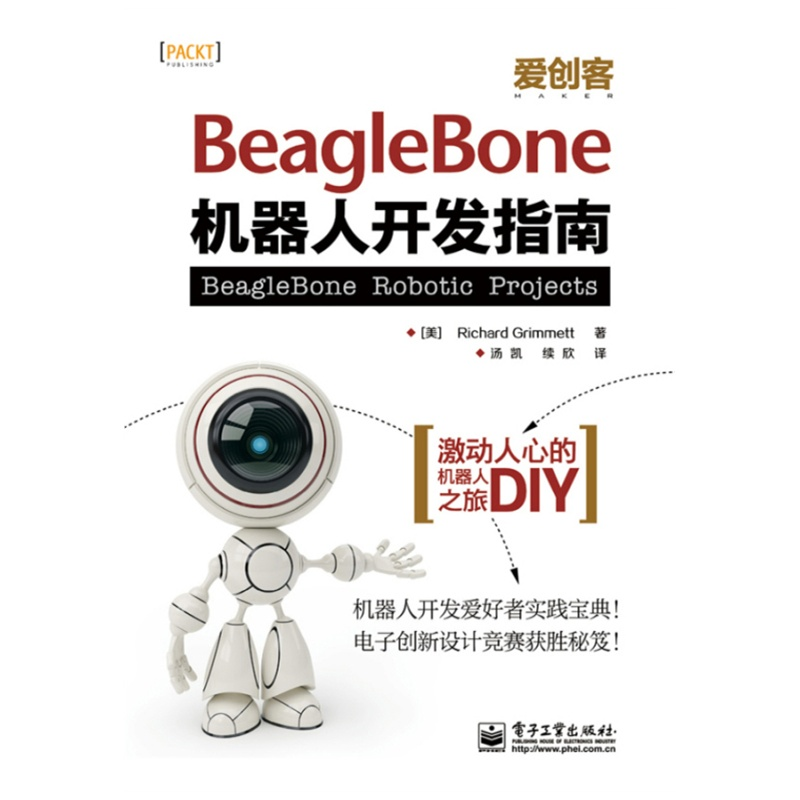 [PACKT]
PUBLISHING
爱创客
MAKER
BeagleBone
机器人开发指南
BeagleBone Robotic Projects
◆ [美] Richard Grimmett 著
◆ 汤凯 续欣 译
激动人心的
机器人
之旅DIY
机器人开发爱好者实践宝典！
电子创新设计竞赛获胜秘笈！
電子工業出版社
PUBLISHING HOUSE OF ELECTRONICS INDUSTRY
http://www.phei.com.cn